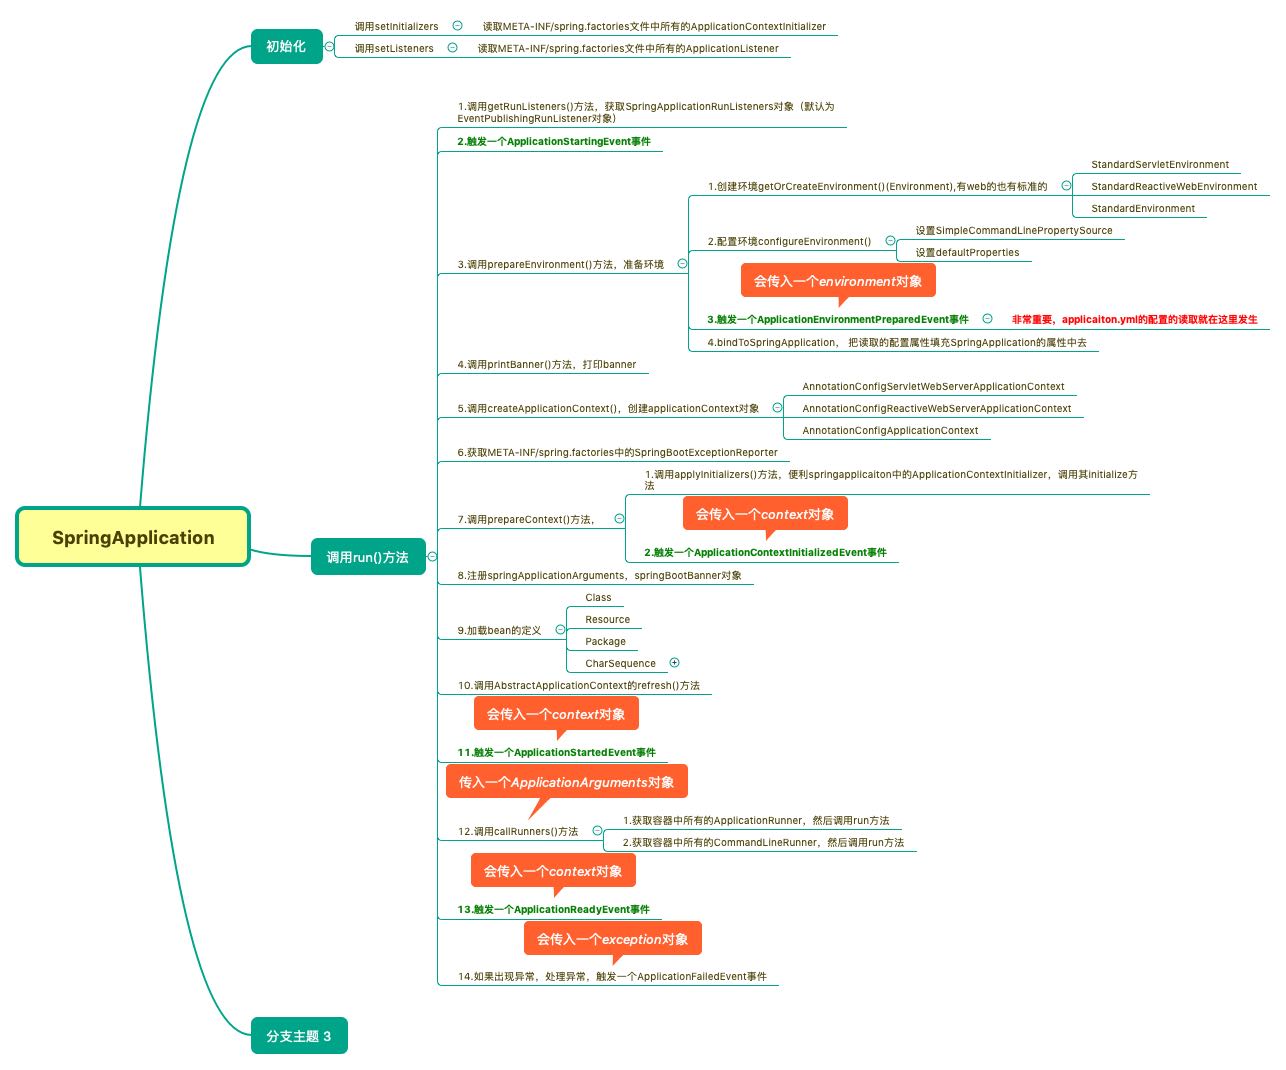 SpringApplication
初始化
调用setInitializers
读取META-INF/spring.factories文件中所有的ApplicationContextInitializer
调用setListeners
读取META-INF/spring.factories文件中所有的ApplicationListener
调用run()方法
1.调用getRunListeners()方法，获取SpringApplicationRunListeners对象（默认为
EventPublishingRunListener对象）
2.触发一个ApplicationStartingEvent事件
3.调用prepareEnvironment()方法，准备环境
1.创建环境getOrCreateEnvironment()(Environment),有web的也有标准的
StandardServletEnvironment
StandardReactiveWebEnvironment
StandardEnvironment
2.配置环境configureEnvironment()
设置SimpleCommandLinePropertySource
设置defaultProperties
会传入一个environment对象
3.触发一个ApplicationEnvironmentPreparedEvent事件
非常重要，applicaiton.yml的配置的读取就在这里发生
4.bindToSpringApplication， 把读取的配置属性填充SpringApplication的属性中去
4.调用printBanner()方法，打印banner
5.调用createApplicationContext()，创建applicationContext对象
AnnotationConfigServletWebServerApplicationContext
AnnotationConfigReactiveWebServerApplicationContext
AnnotationConfigApplicationContext
6.获取META-INF/spring.factories中的SpringBootExceptionReporter
7.调用prepareContext()方法，
1.调用applyInitializers()方法，便利springapplicaiton中的ApplicationContextInitializer，调用其initialize方
法
会传入一个context对象
2.触发一个ApplicationContextInitializedEvent事件
8.注册springApplicationArguments，springBootBanner对象
9.加载bean的定义
Class
Resource
Package
CharSequence
10.调用AbstractApplicationContext的refresh()方法
会传入一个context对象
11.触发一个ApplicationStartedEvent事件
传入一个ApplicationArguments对象
12.调用callRunners()方法
1.获取容器中所有的ApplicationRunner，然后调用run方法
2.获取容器中所有的CommandLineRunner，然后调用run方法
会传入一个context对象
13.触发一个ApplicationReadyEvent事件
会传入一个exception对象
14.如果出现异常，处理异常，触发一个ApplicationFailedEvent事件
分支主题 3